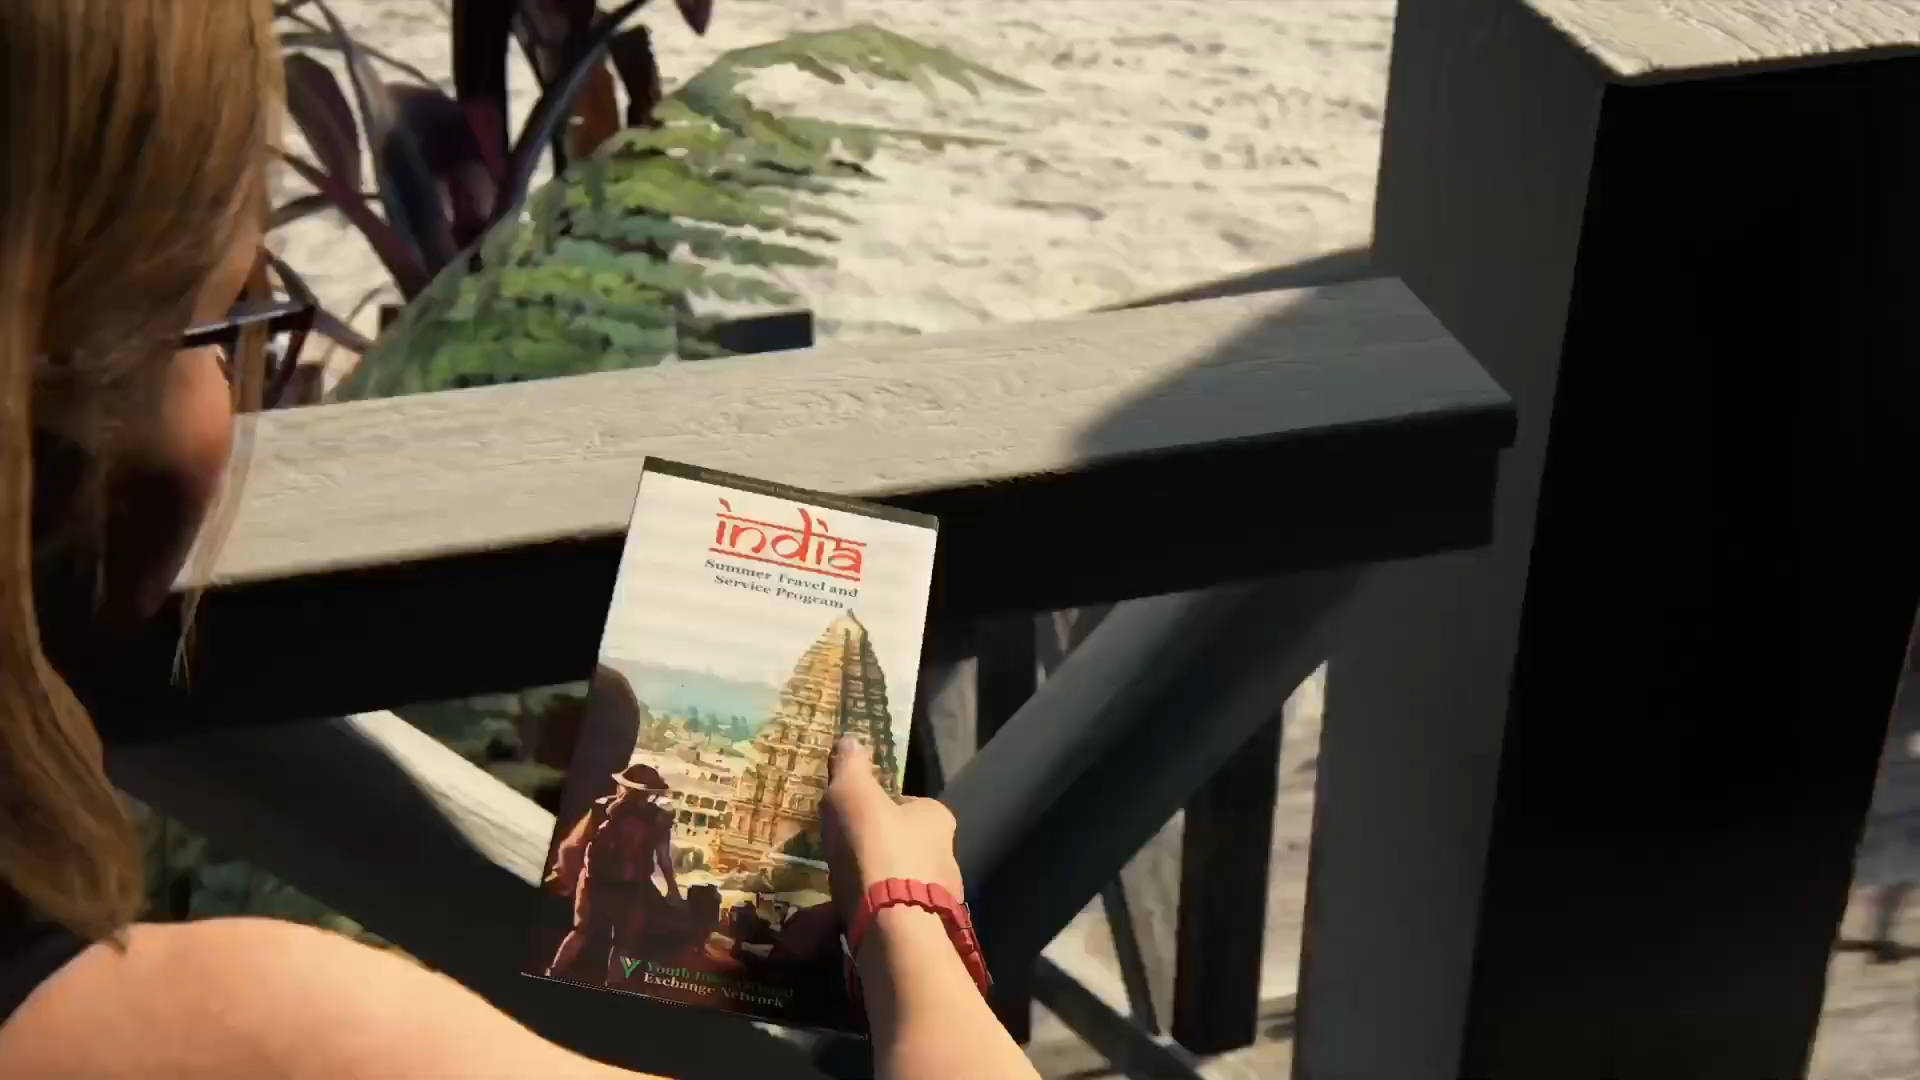 india
Summer Travel and
Service Program
Youth International
Exchange Network